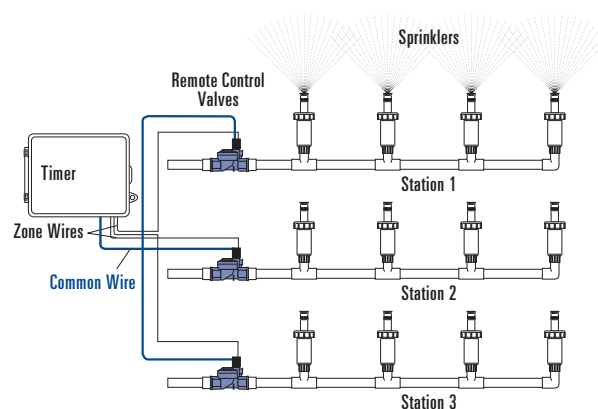 Sprinklers
Remote Control
Valves
Timer
Station 1
Zone Wires
Common Wire
Station 2
Station 3